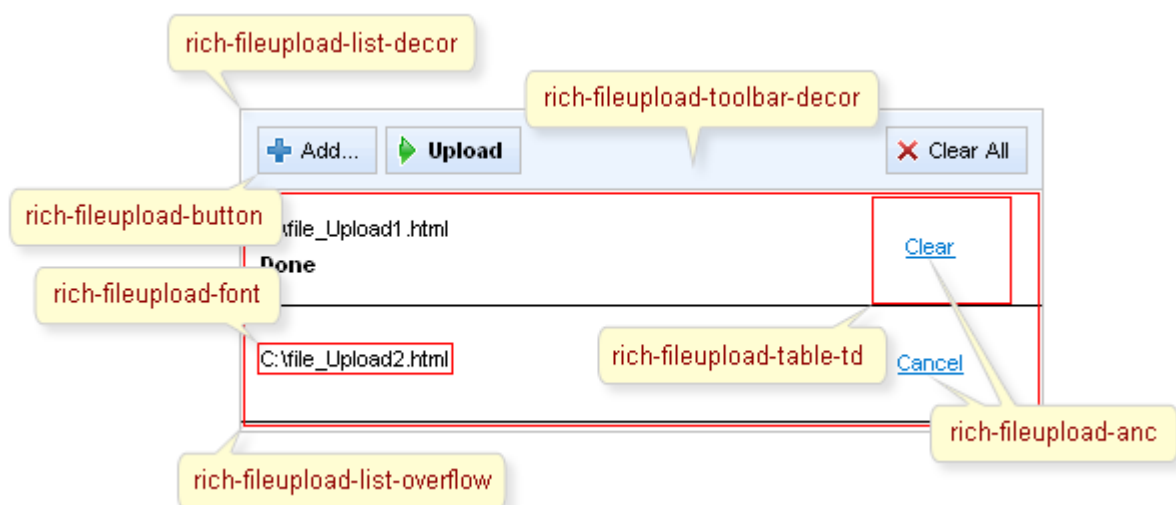 rich-fileupload-list-decor
rich-fileupload-toolbar-decor
Add... Upload Clear All
rich-fileupload-button
\file_Upload1.html
Clear
Done
rich-fileupload-font
rich-fileupload-table-td
C:\file_Upload2.html
Cancel
rich-fileupload-anc
rich-fileupload-list-overflow